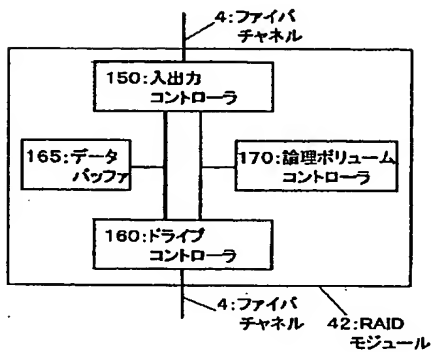 4:ファイバ
チャネル
150:入出力
コントローラ
165:データ
バッファ
170:論理ボリューム
コントローラ
160:ドライブ
コントローラ
4:ファイバ
チャネル
42:RAID
モジュール